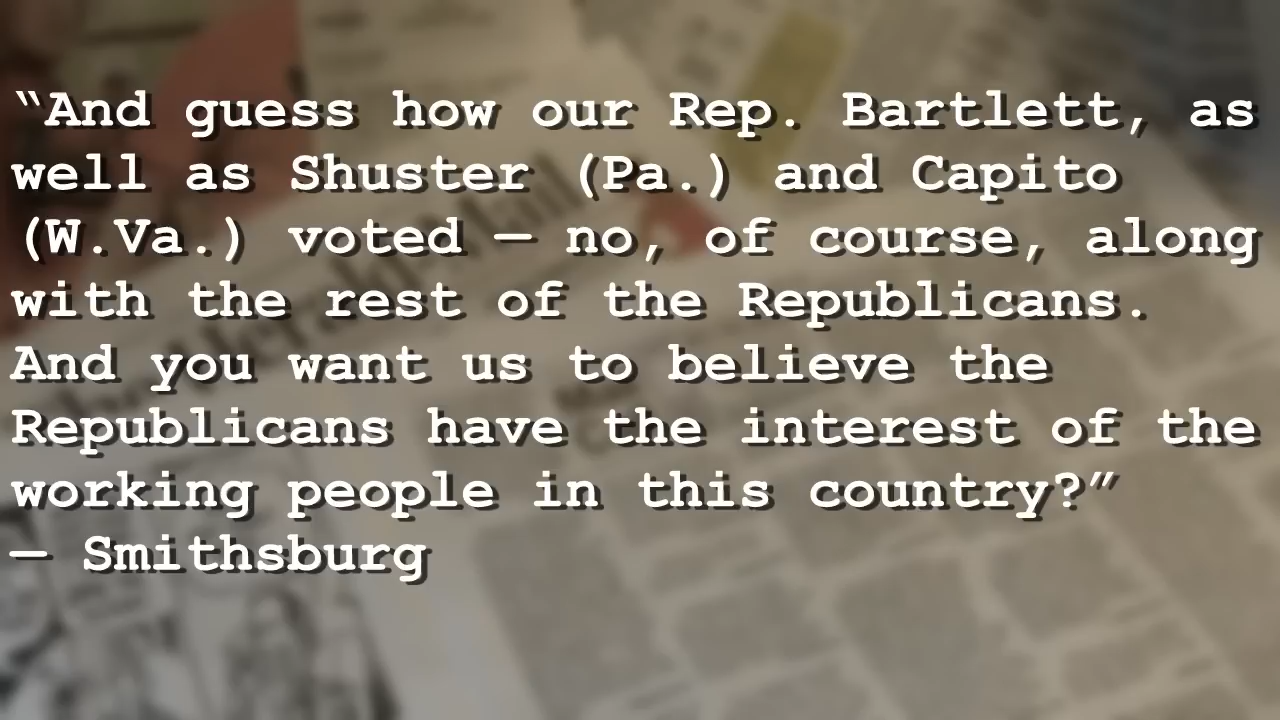 “And guess how our Rep. Bartlett, as
well as Shuster (Pa.) and Capito
(W.Va.) voted — no, of course, along
with the rest of the Republicans.
And you want us to believe the
Republicans have the interest of the
working people in this country?”
— Smithsburg
Herald-Mail